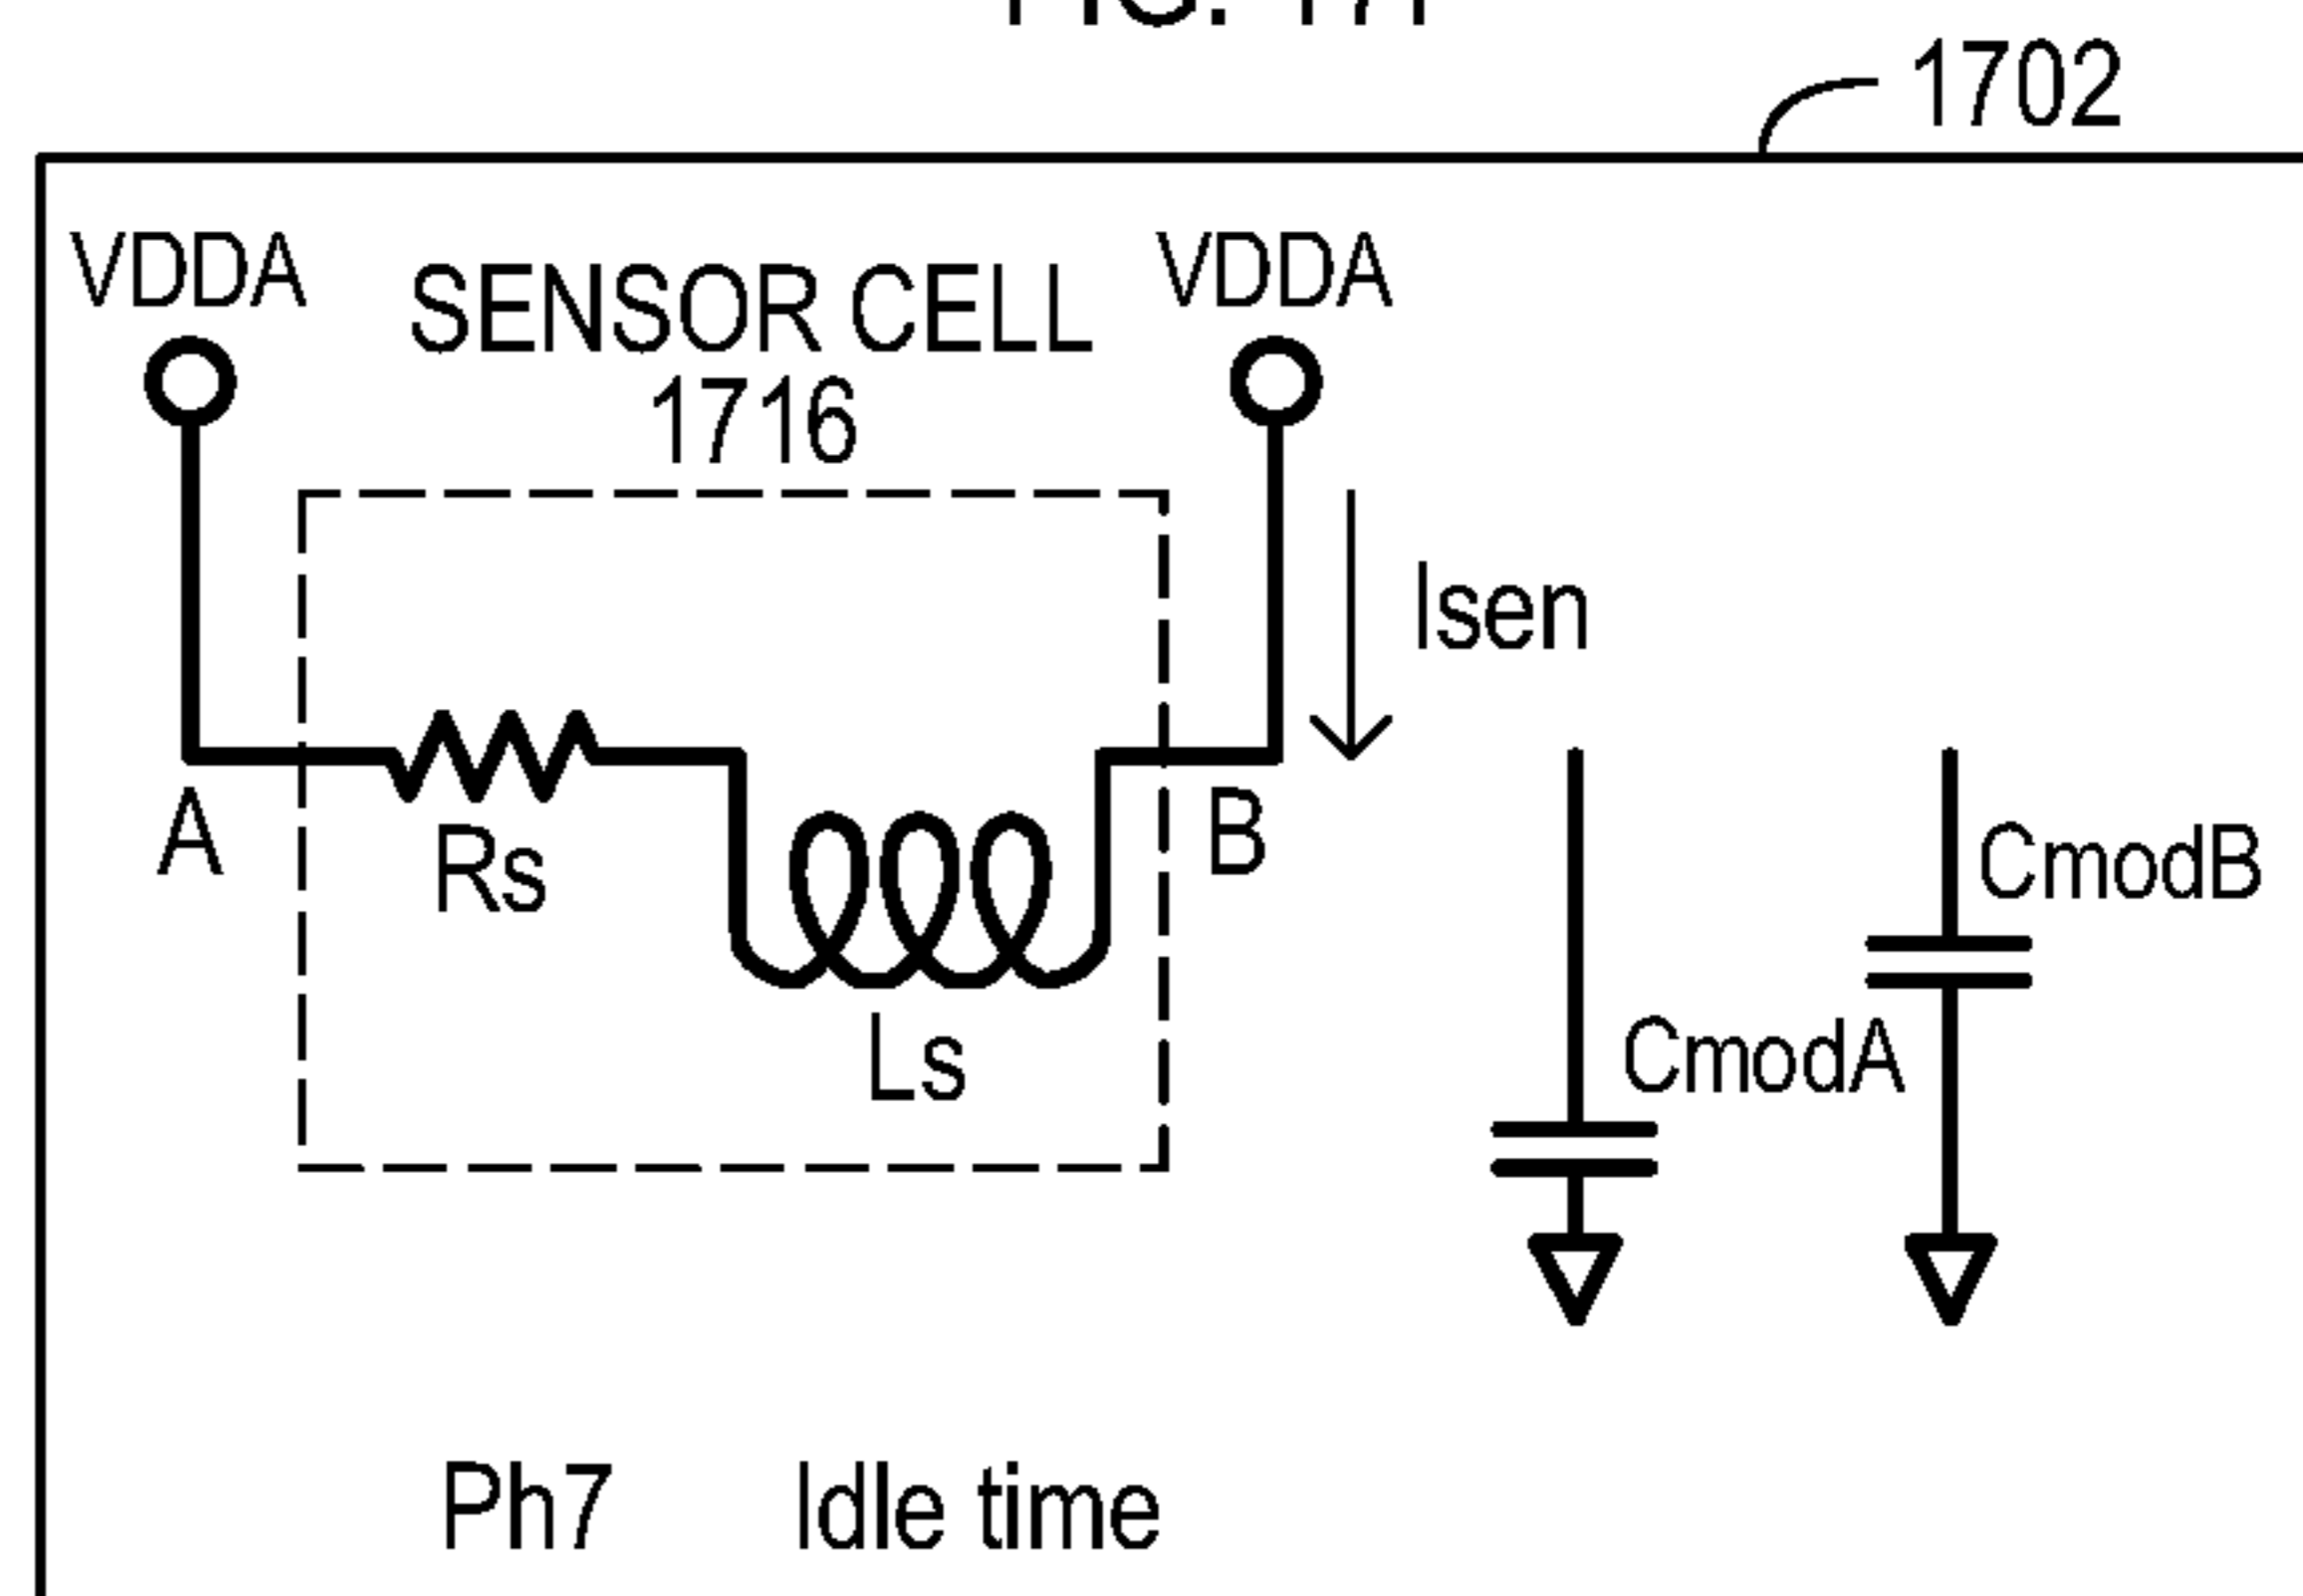 1702
VDDA
SENSOR CELL
1716
VDDA
Isen
A
Rs
B
Ls
CmodA
CmodB
Ph7 Idle time